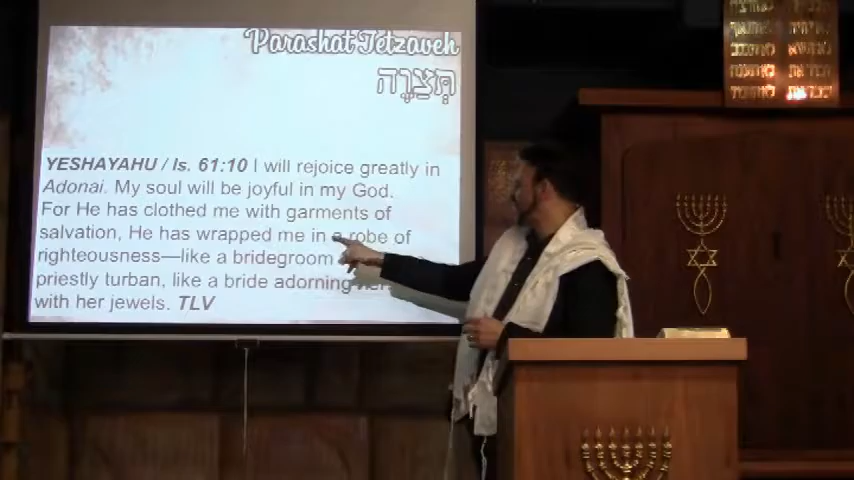 Parashat Tetzaveh
תְּצַוֶּה
YESHAYAHU / Is. 61:10 I will rejoice greatly in
Adonai. My soul will be joyful in my God.
For He has clothed me with garments of
salvation, He has wrapped me in a robe of
righteousness—like a bridegroom
priestly turban, like a bride adorning
with her jewels. TLV